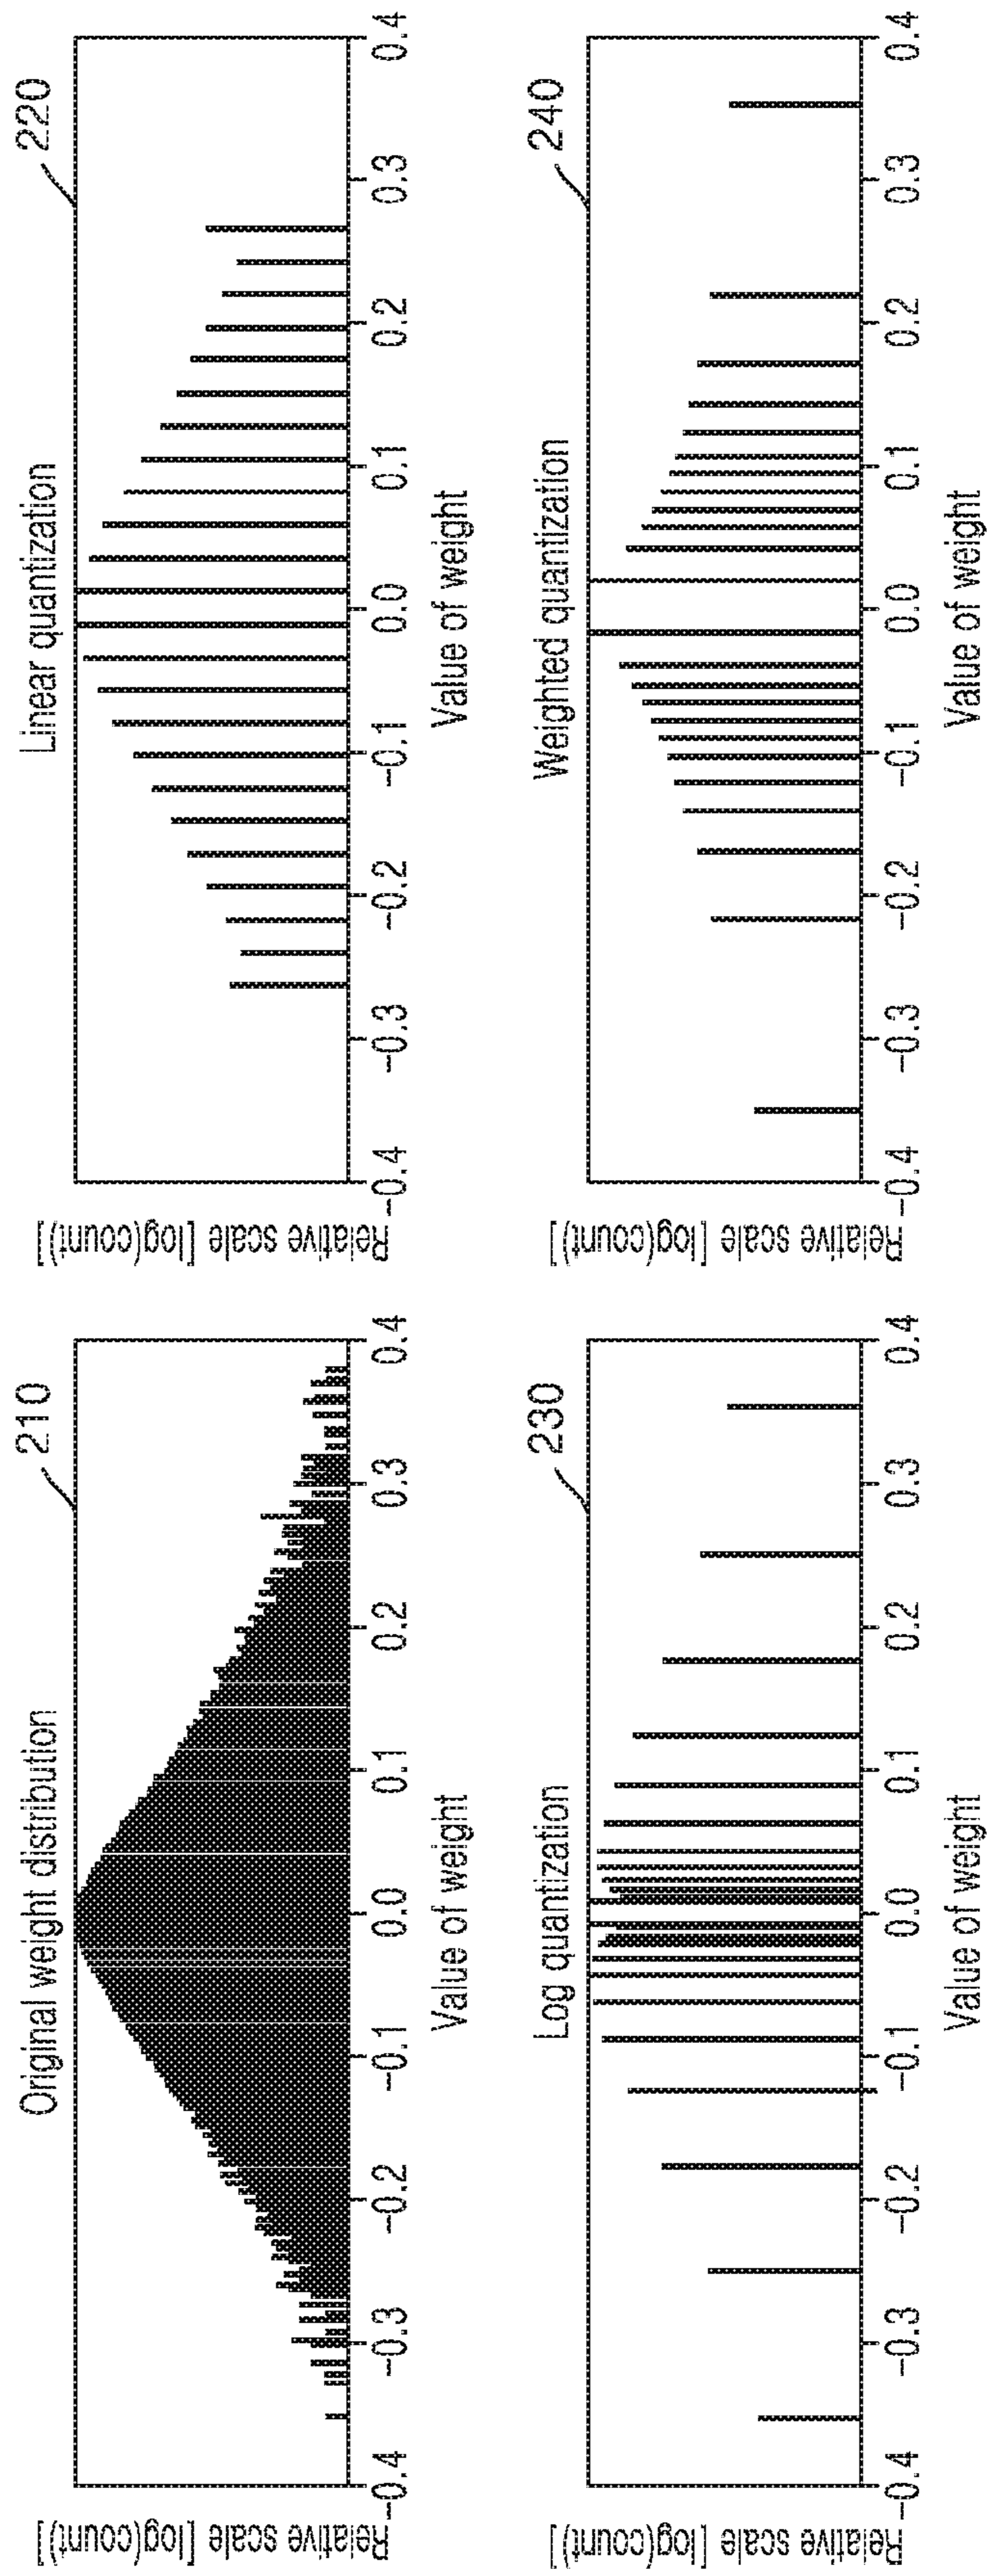 Original weight distribution
210
Relative scale [log(count)]
−0.4 −0.3 −0.2 −0.1 0.0 0.1 0.2 0.3 0.4
Value of weight
Linear quantization
220
Relative scale [log(count)]
−0.4 −0.3 −0.2 −0.1 0.0 0.1 0.2 0.3 0.4
Value of weight
Log quantization
230
Relative scale [log(count)]
−0.4 −0.3 −0.2 −0.1 0.0 0.1 0.2 0.3 0.4
Value of weight
Weighted quantization
240
Relative scale [log(count)]
−0.4 −0.3 −0.2 −0.1 0.0 0.1 0.2 0.3 0.4
Value of weight